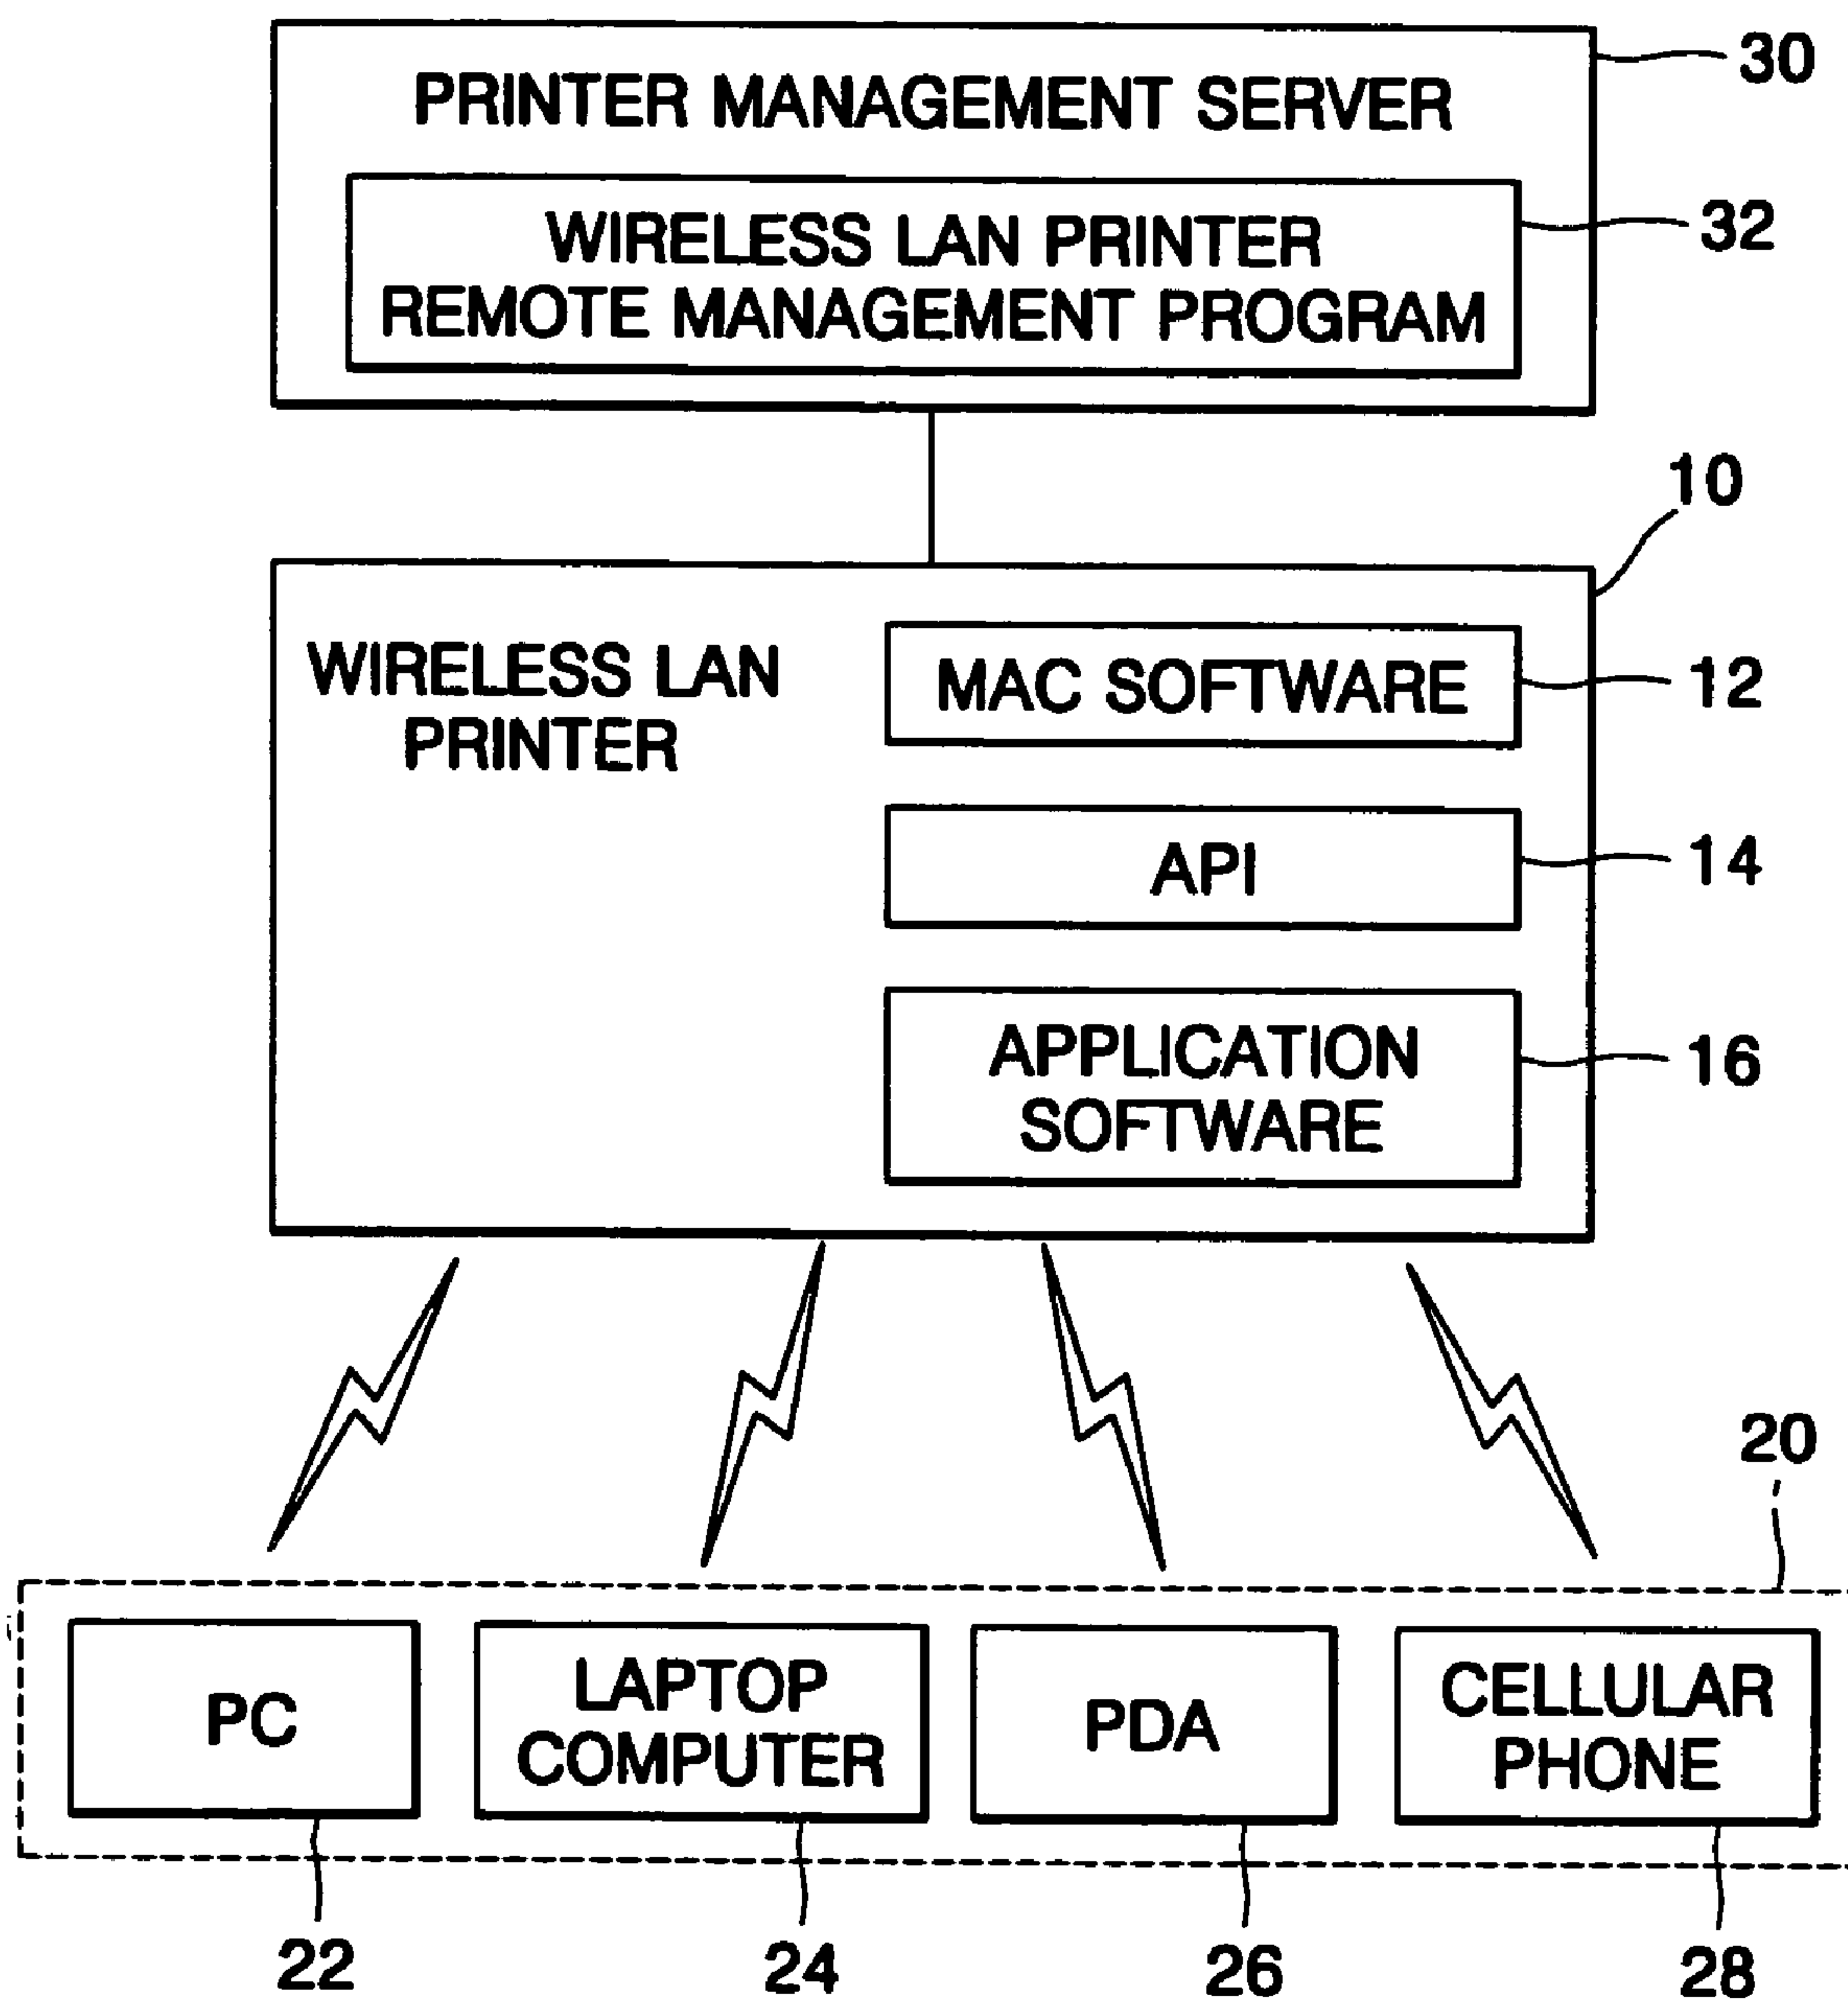 30
PRINTER MANAGEMENT SERVER
32
WIRELESS LAN PRINTER
REMOTE MANAGEMENT PROGRAM
10
WIRELESS LAN
PRINTER
MAC SOFTWARE
12
API
14
APPLICATION
SOFTWARE
16
20
PC
LAPTOP
COMPUTER
PDA
CELLULAR
PHONE
22
24
26
28